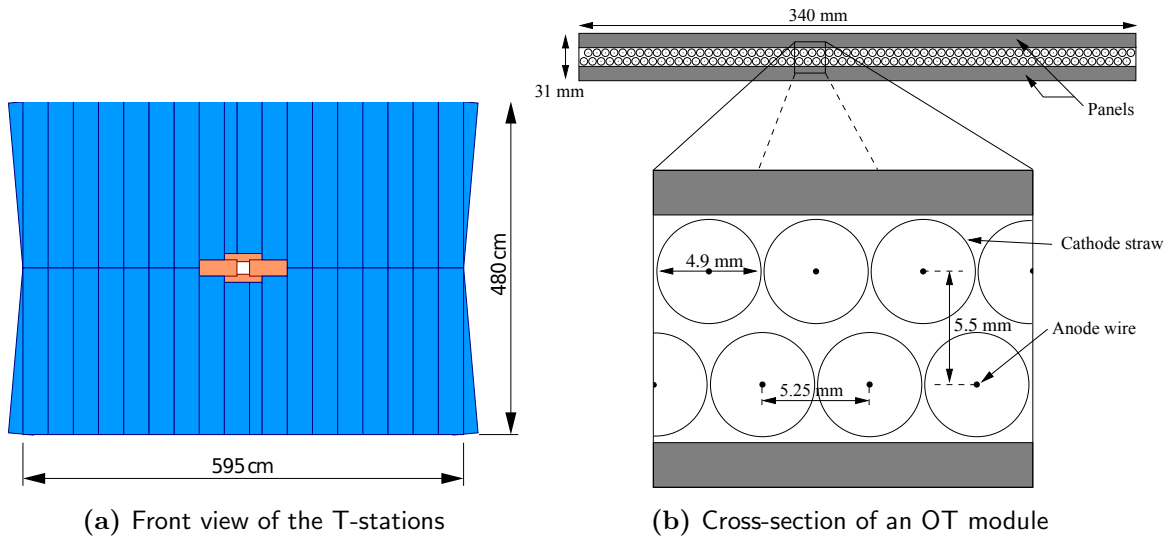 480 cm
595 cm
(a) Front view of the T-stations
340 mm
31 mm
Panels
Cathode straw
4.9 mm
5.5 mm
Anode wire
5.25 mm
(b) Cross-section of an OT module